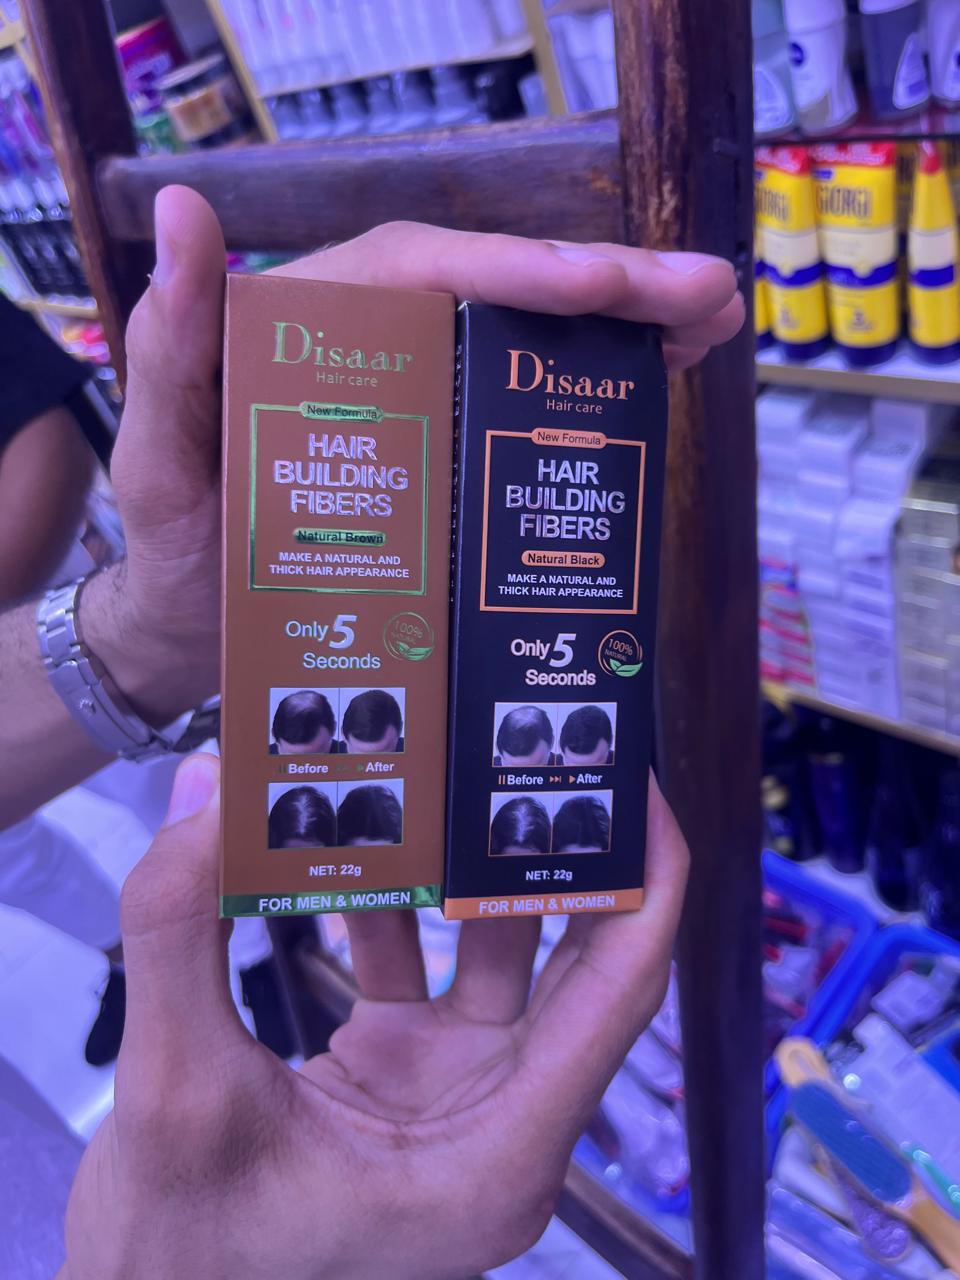 Disaar
Hair care
New Formula
HAIR
BUILDING
FIBERS
Natural Brown
MAKE A NATURAL AND
THICK HAIR APPEARANCE
Only 5
Seconds
100%
NATURAL
Before
After
NET: 22g
FOR MEN & WOMEN
Disaar
Hair care
New Formula
HAIR
BUILDING
FIBERS
Natural Black
MAKE A NATURAL AND
THICK HAIR APPEARANCE
Only 5
Seconds
100%
NATURAL
Before
After
NET: 22g
FOR MEN & WOMEN
GIORGI
3